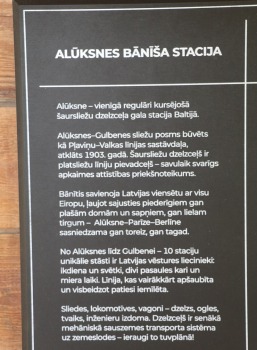 ALŪKSNES BĀNĪŠA STACIJA
Alūksne – vienīgā regulāri kursējošā
šaursliežu dzelzceļa gala stacija Baltijā.
Alūksnes–Gulbenes sliežu posms būvēts
kā Pļaviņu–Valkas līnijas sastāvdaļa,
atklāts 1903. gadā. Šaursliežu dzelzceļš ir
platsliežu līniju pievadceļš – savulaik svarīgs
apkaimes attīstības priekšnoteikums.
Bānītis savienoja Latvijas viensētu ar visu
Eiropu, ļaujot sajusties piederīgiem gan
plašām domām un sapņiem, gan lielam
tirgum – Alūksne–Parīze–Berlīne
sasniedzama gan toreiz, gan tagad.
No Alūksnes līdz Gulbenei – 10 staciju
unikālie stāsti ir Latvijas vēstures liecinieki:
ikdiena un svētki, divi pasaules kari un
miera laiki. Līnija, kas vairākkārt apšaubīta
un visbeidzot patiesi iemīlēta.
Sliedes, lokomotīves, vagoni – dzelzs, ogles,
tvaiks, inženieru izdoma. Dzelzceļš ir senākā
mehāniskā sauszemes transporta sistēma
uz zemeslodes – ieraugi to tuvplānā!